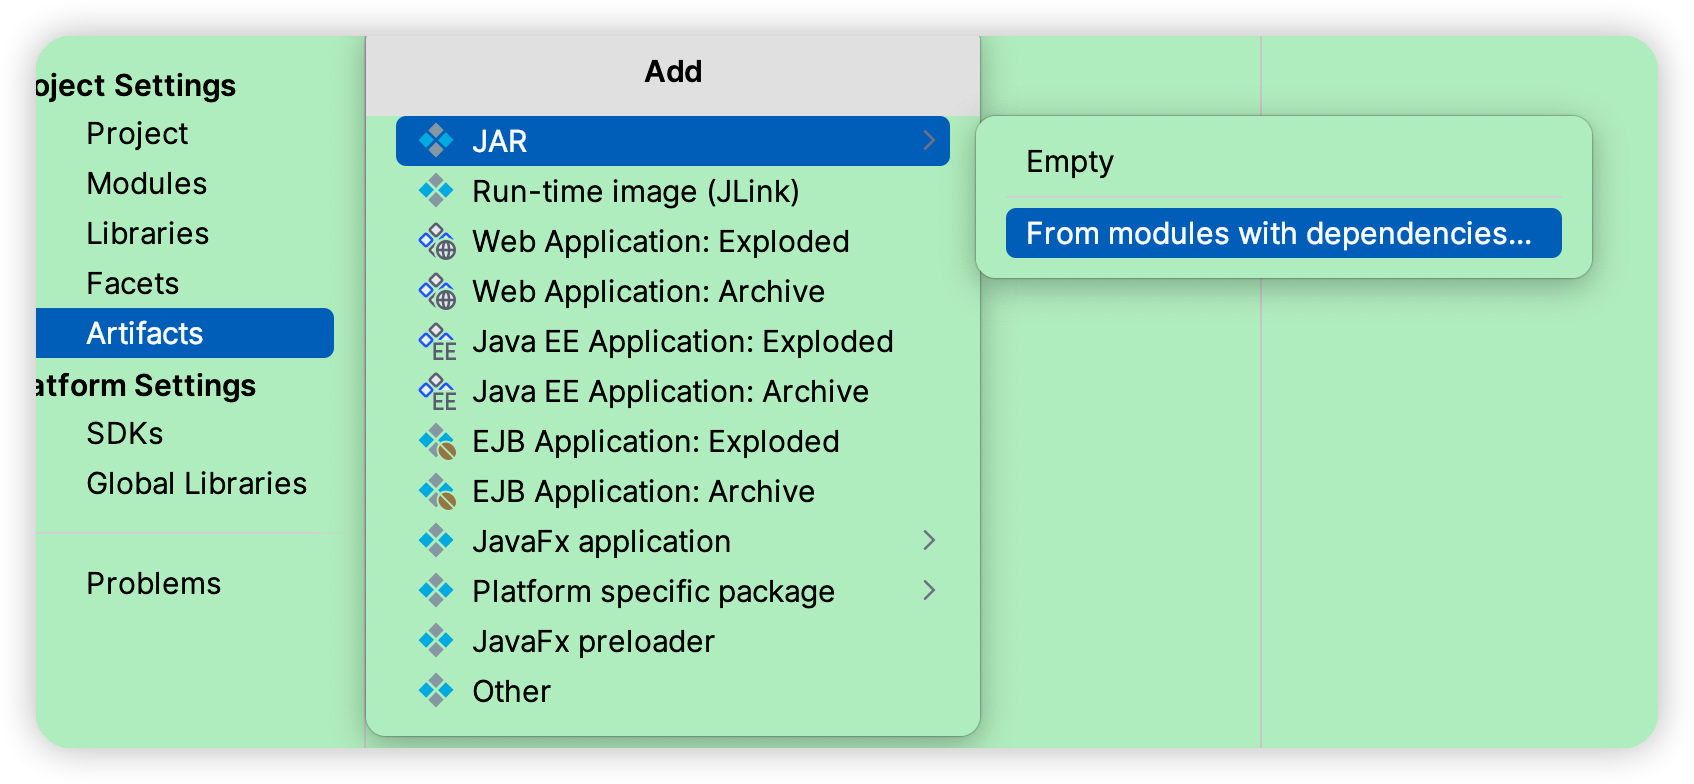 oject Settings
Project
Modules
Libraries
Facets
Artifacts
atform Settings
SDKs
Global Libraries
Problems
Add
JAR
Run-time image (JLink)
Web Application: Exploded
Web Application: Archive
Java EE Application: Exploded
Java EE Application: Archive
EJB Application: Exploded
EJB Application: Archive
JavaFx application
Platform specific package
JavaFx preloader
Other
Empty
From modules with dependencies...